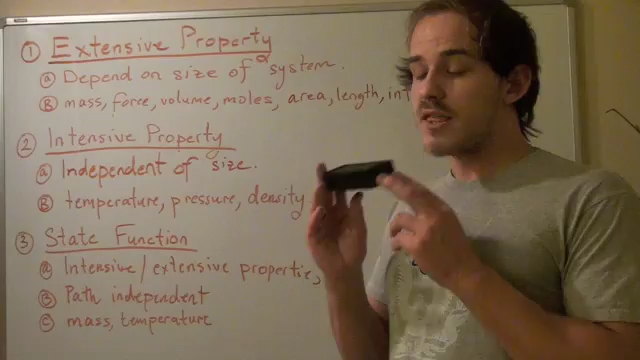 ① Extensive Property
ⓐ Depend on size of a system.
Ⓑ mass, force, volume, moles, area, length, int
② Intensive Property
ⓐ Independent of size.
Ⓑ temperature, pressure, density
③ State Function
ⓐ Intensive/extensive properties,
Ⓑ Path independent
ⓒ mass, temperature